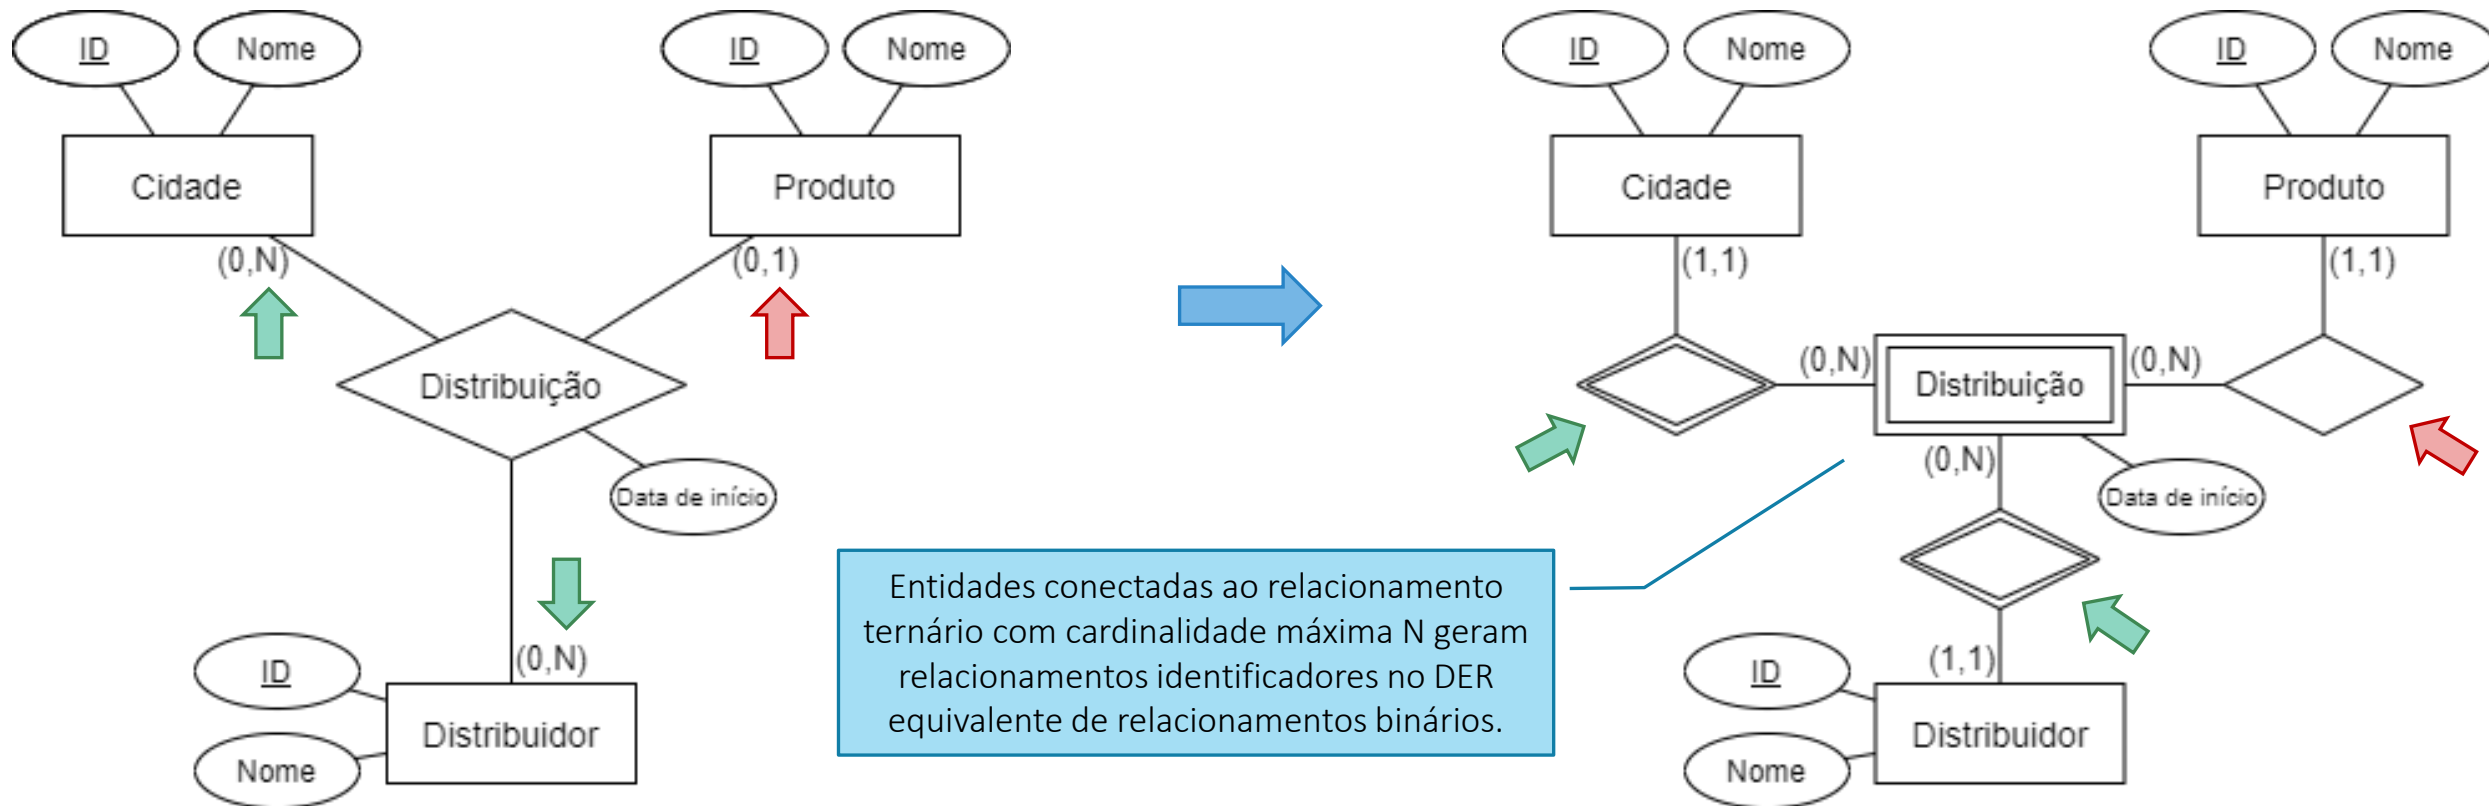 ID
Nome
ID
Nome
Cidade
Produto
(0,N)
(0,1)
Distribuição
Data de início
(0,N)
ID
Nome
Distribuidor
Entidades conectadas ao relacionamento
ternário com cardinalidade máxima N geram
relacionamentos identificadores no DER
equivalente de relacionamentos binários.
ID
Nome
ID
Nome
Cidade
Produto
(1,1)
(1,1)
(0,N)
Distribuição
(0,N)
(0,N)
Data de início
(1,1)
ID
Nome
Distribuidor